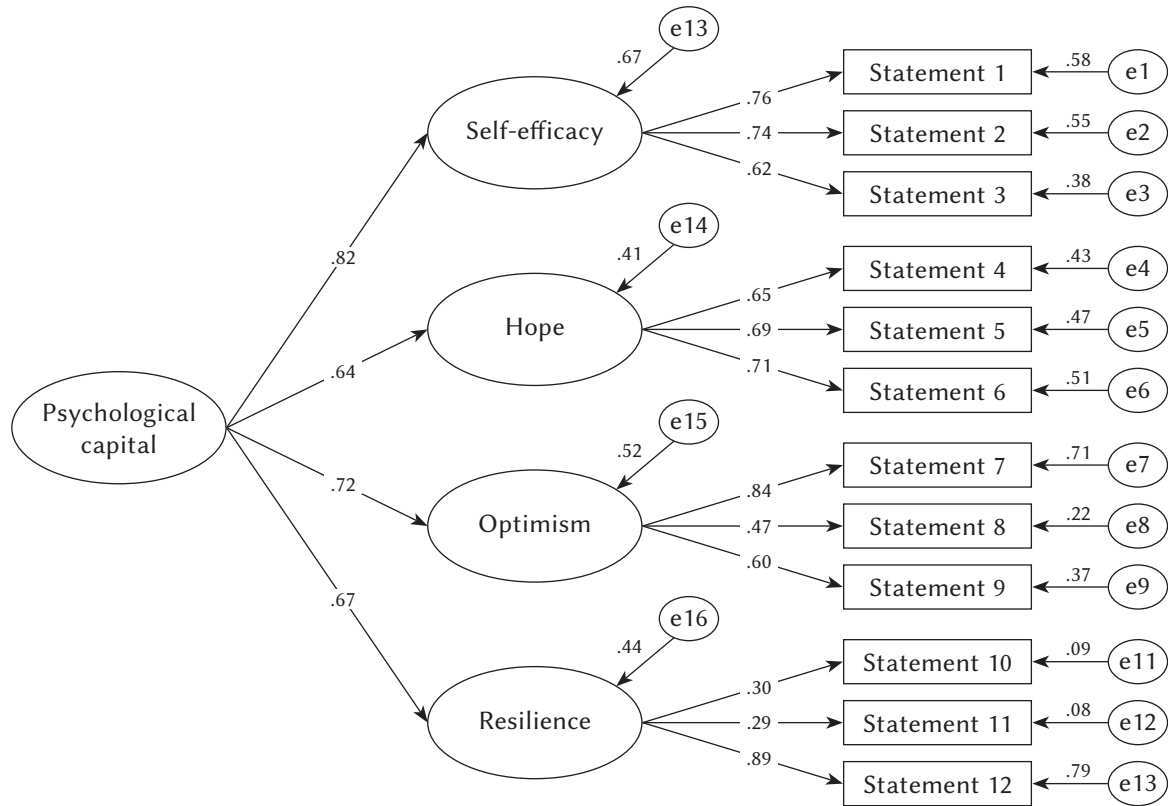 e13
.67
Self-efficacy
.76
.74
.62
Statement 1
.58
e1
Statement 2
.55
e2
Statement 3
.38
e3
.82
e14
.41
Hope
.65
.69
.71
Statement 4
.43
e4
Statement 5
.47
e5
Statement 6
.51
e6
.64
Psychological
capital
e15
.52
.72
Optimism
.84
.47
.60
Statement 7
.71
e7
Statement 8
.22
e8
Statement 9
.37
e9
.67
e16
.44
Resilience
.30
.29
.89
Statement 10
.09
e11
Statement 11
.08
e12
Statement 12
.79
e13